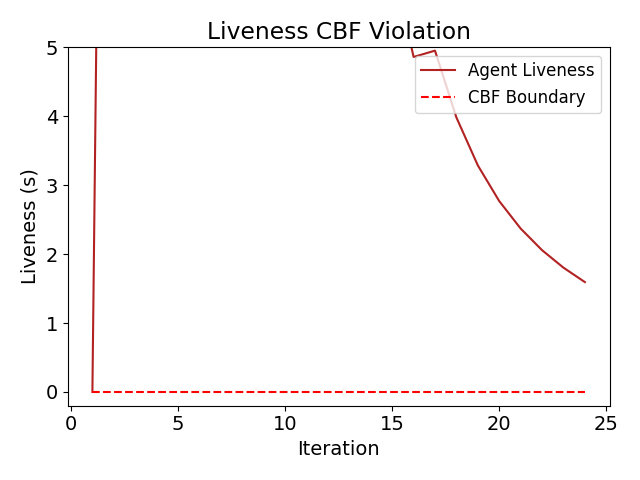 Liveness CBF Violation
Agent Liveness
CBF Boundary
Liveness (s)
5
4
3
2
1
0
0 5 10 15 20 25
Iteration